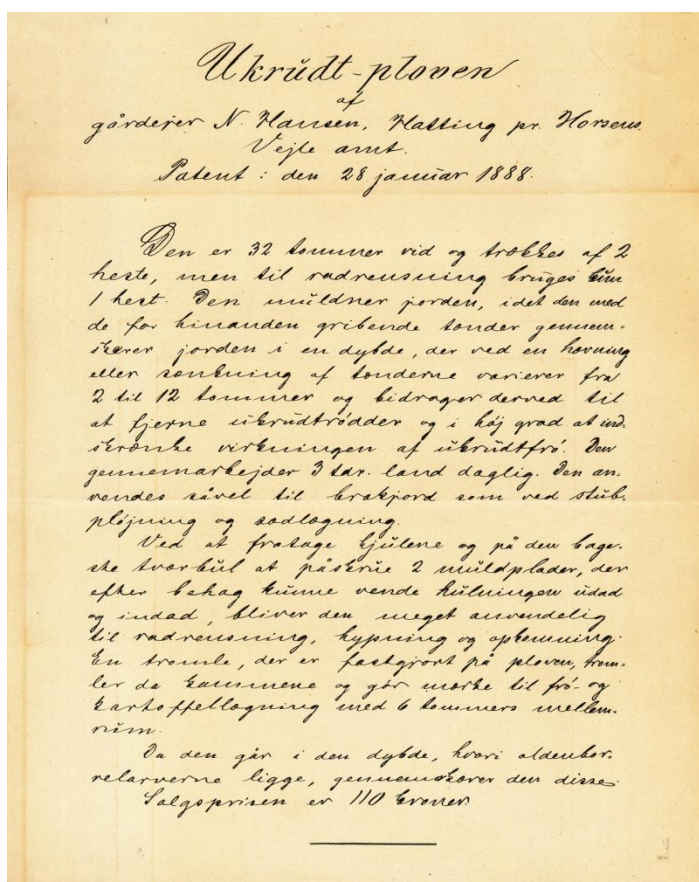 Ukrudt-ploven
af
gårdejer N. Hansen, Hatting pr. Horsens.
Vejle amt.
Patent: den 28 januar 1888.
Den er 32 tommer vid og trækkes af 2
heste, men til radrensning bruges kun
1 hest. Den muldner jorden, idet den med
de for hinanden gribende tænder gennem-
skærer jorden i en dybde, der ved en hævning
eller sænkning af tænderne varierer fra
2 til 12 tommer og bidrager derved til
at fjerne ukrudtrødder og i höj grad at ind-
skrænke virkningen af ukrudtfrö. Den
gennemarbejder 3 tdr. land daglig. Den an-
vendes såvel til brakjord som ved stub-
pløjning og sædlægning.
Ved at fratage hjulene og på den bage-
ste tværbul at påskrue 2 muldplader, der
efter behag kunne vende hulningen udad
og indad, bliver den meget anvendelig
til radrensning, hypning og opkamning.
En tromle, der er fastgjort på ploven, trom-
ler da kammene og gör mærke til frö- og
kartoffellægning med 6 tommers mellem-
rum.
Da den går i den dybde, hvori oldenbor-
relarverne ligge, gennemskærer den disse.
Salgsprisen er 110 kroner.